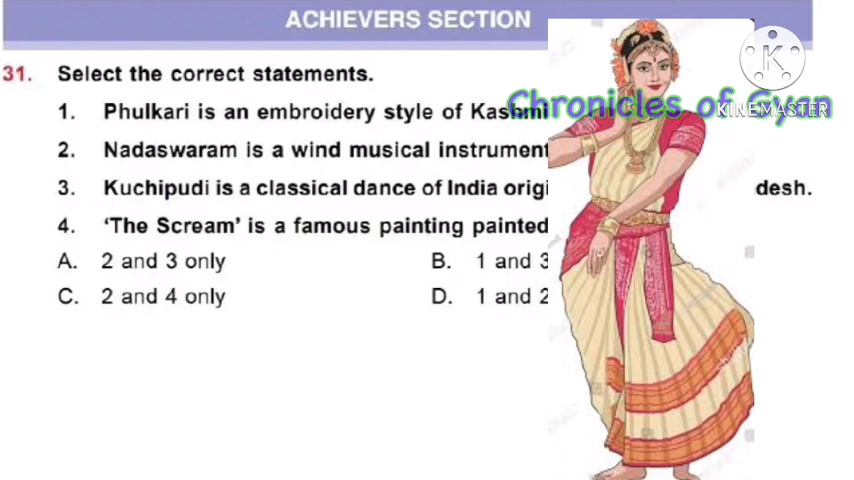 ACHIEVERS SECTION
31. Select the correct statements.
1. Phulkari is an embroidery style of Kashmi
Chronicles of Gyan
K
KINEMASTER
2. Nadaswaram is a wind musical instrument
3. Kuchipudi is a classical dance of India origi desh.
4. ‘The Scream’ is a famous painting painted
A. 2 and 3 only B. 1 and 3
C. 2 and 4 only D. 1 and 2